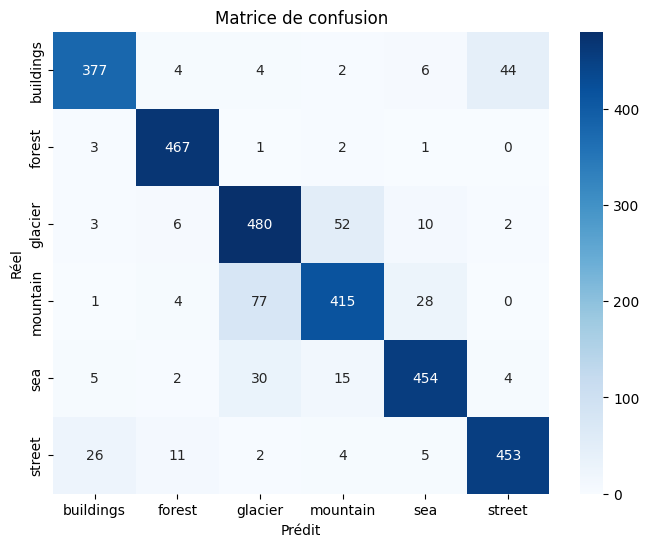 Matrice de confusion
buildings 377 4 4 2 6 44
forest 3 467 1 2 1 0
glacier 3 6 480 52 10 2
mountain 1 4 77 415 28 0
sea 5 2 30 15 454 4
street 26 11 2 4 5 453
Réel
buildings forest glacier mountain sea street
Prédit
400
300
200
100
0